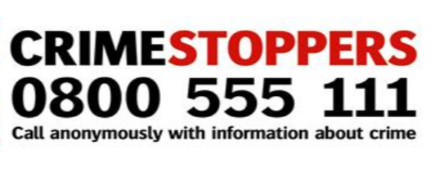 CRIMESTOPPERS
0800 555 111
Call anonymously with information about crime